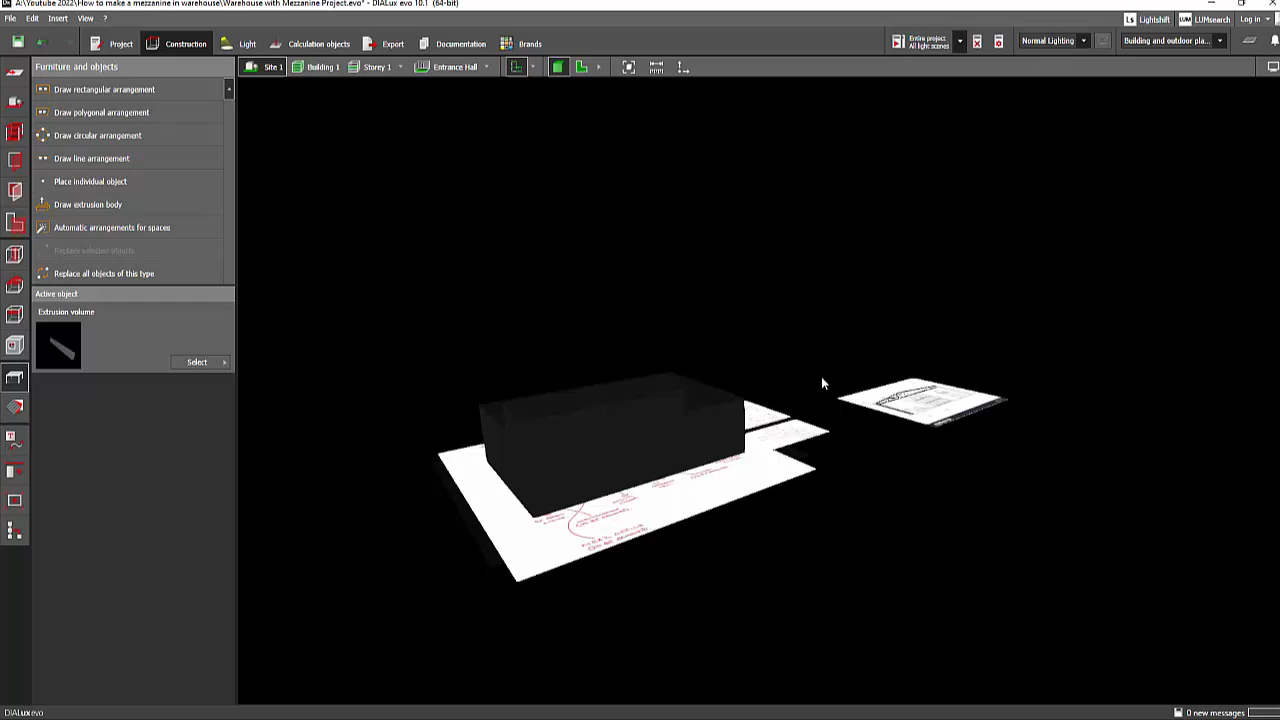 A:\Youtube 2022\How to make a mezzanine in warehouse\Warehouse with Mezzanine Project.evo* - DIALux evo 10.1 (64-bit)
File Edit Insert View ?
Lightshift LUMsearch Log in
Project Construction Light Calculation objects Export Documentation Brands
Entire project
All light scenes
Normal Lighting
Building and outdoor pla...
Furniture and objects
Site 1 Building 1 Storey 1 Entrance Hall
Draw rectangular arrangement
Draw polygonal arrangement
Draw circular arrangement
Draw line arrangement
Place individual object
Draw extrusion body
Automatic arrangements for spaces
Replace selected objects
Replace all objects of this type
Active object
Extrusion volume
Select
DIALux evo
0 new messages